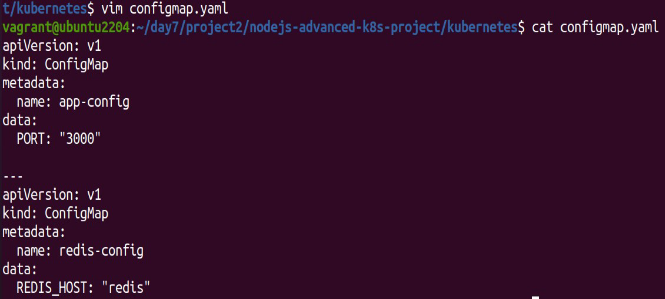 t/kubernetes$ vim configmap.yaml
vagrant@ubuntu2204:~/day7/project2/nodejs-advanced-k8s-project/kubernetes$ cat configmap.yaml
apiVersion: v1
kind: ConfigMap
metadata:
  name: app-config
data:
  PORT: "3000"

---
apiVersion: v1
kind: ConfigMap
metadata:
  name: redis-config
data:
  REDIS_HOST: "redis"